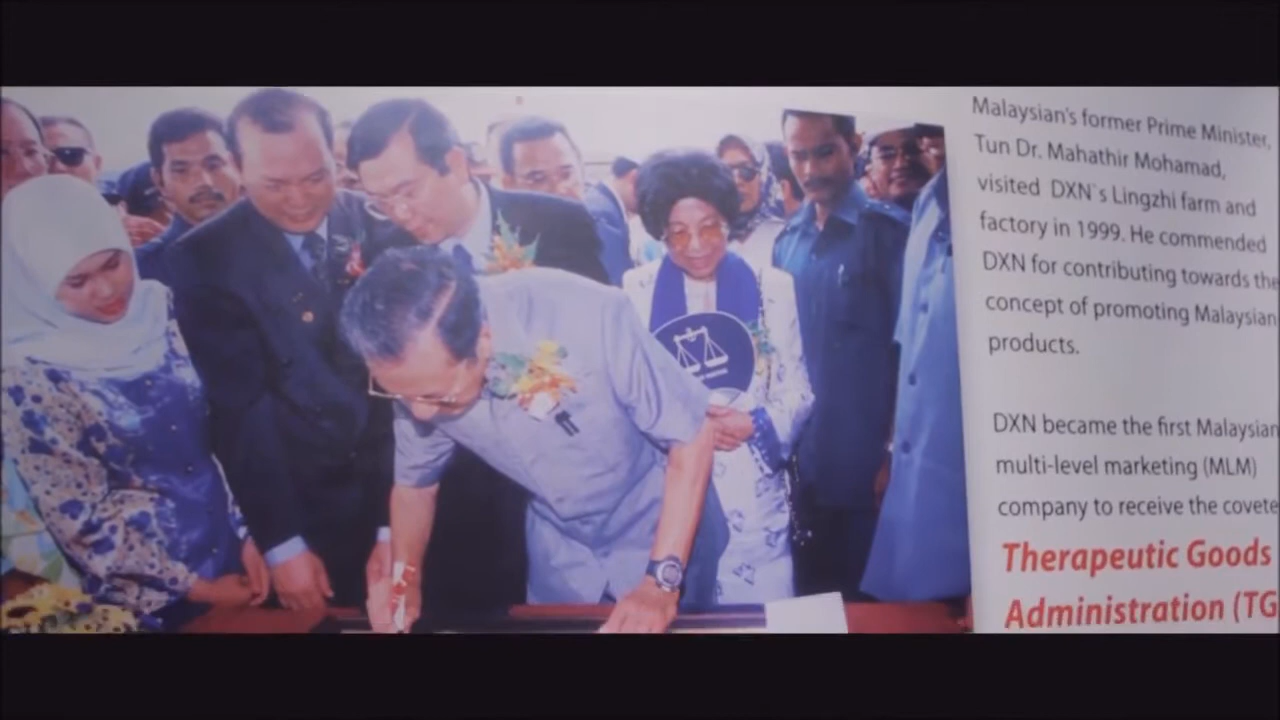 Malaysian's former Prime Minister,
Tun Dr. Mahathir Mohamad,
visited DXN`s Lingzhi farm and
factory in 1999. He commended
DXN for contributing towards the
concept of promoting Malaysian
products.
DXN became the first Malaysian
multi-level marketing (MLM)
company to receive the covete
Therapeutic Goods
Administration (TG